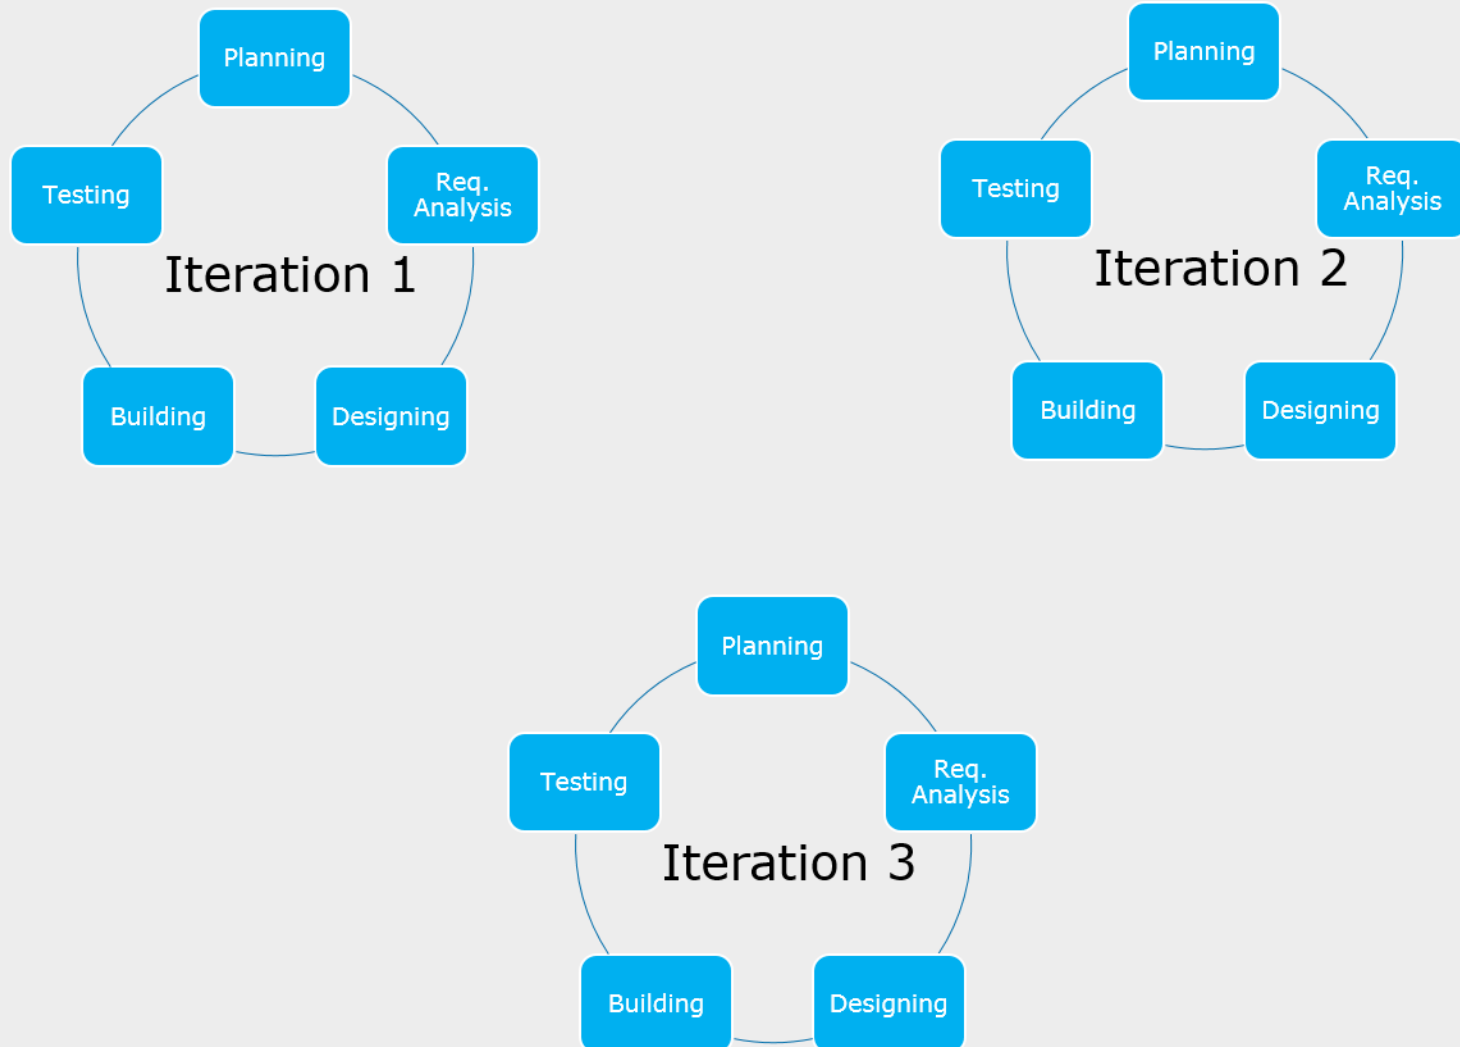 Planning
Testing
Req.
Analysis
Iteration 1
Building
Designing
Planning
Testing
Req.
Analysis
Iteration 2
Building
Designing
Planning
Testing
Req.
Analysis
Iteration 3
Building
Designing